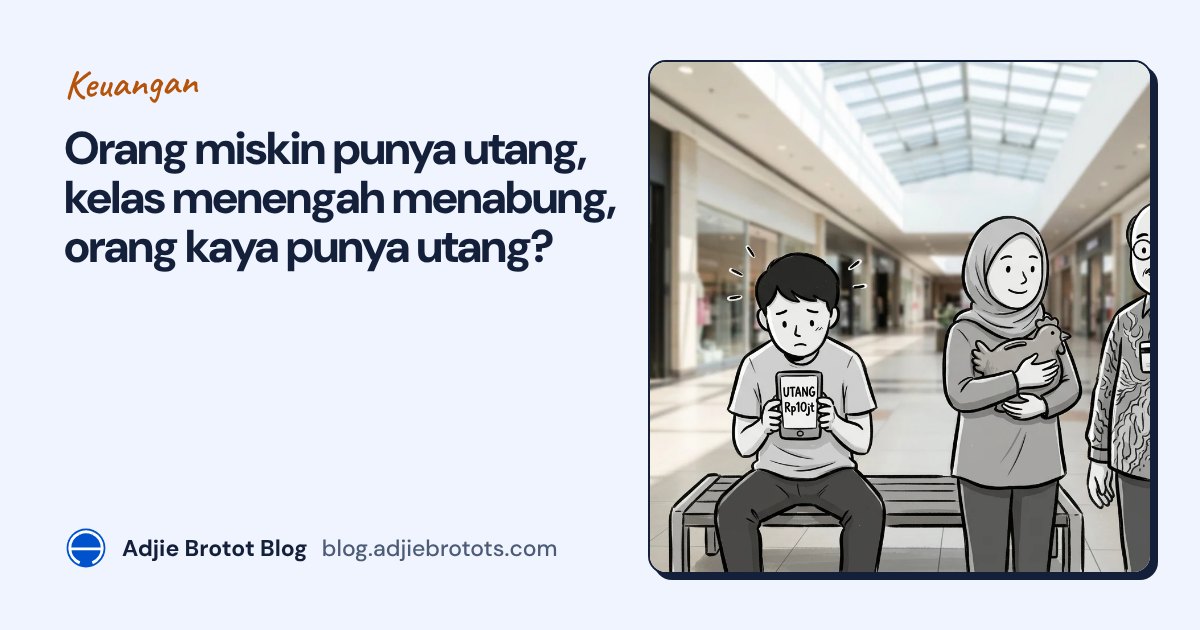 Keuangan
Orang miskin punya utang,
kelas menengah menabung,
orang kaya punya utang?
UTANG
Rp10jt
Adjie Brotot Blog blog.adjiebrotots.com